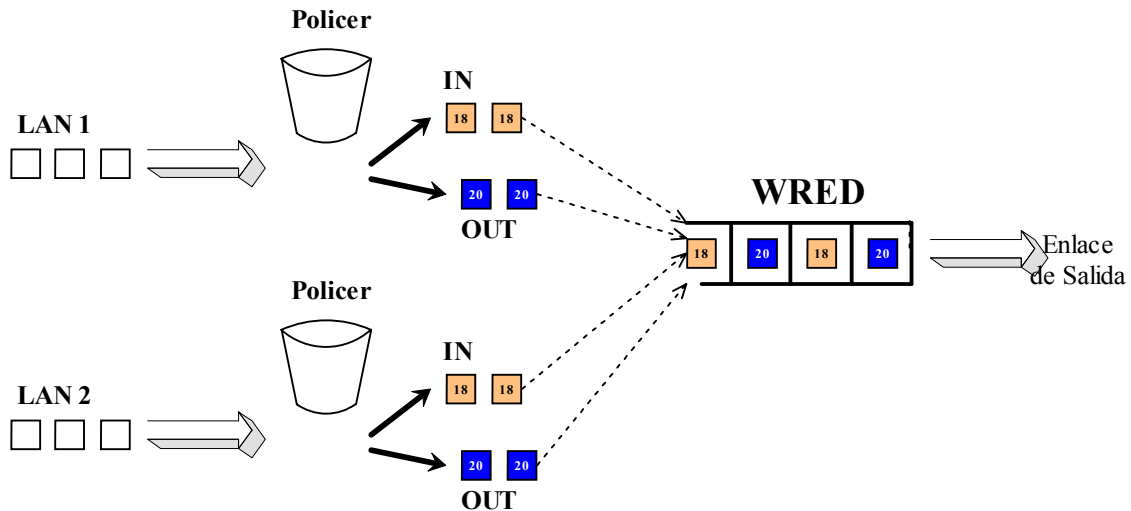 Policer
IN
18 18
LAN 1
20 20
OUT
WRED
18 20 18 20
Enlace
de Salida
Policer
IN
18 18
LAN 2
20 20
OUT